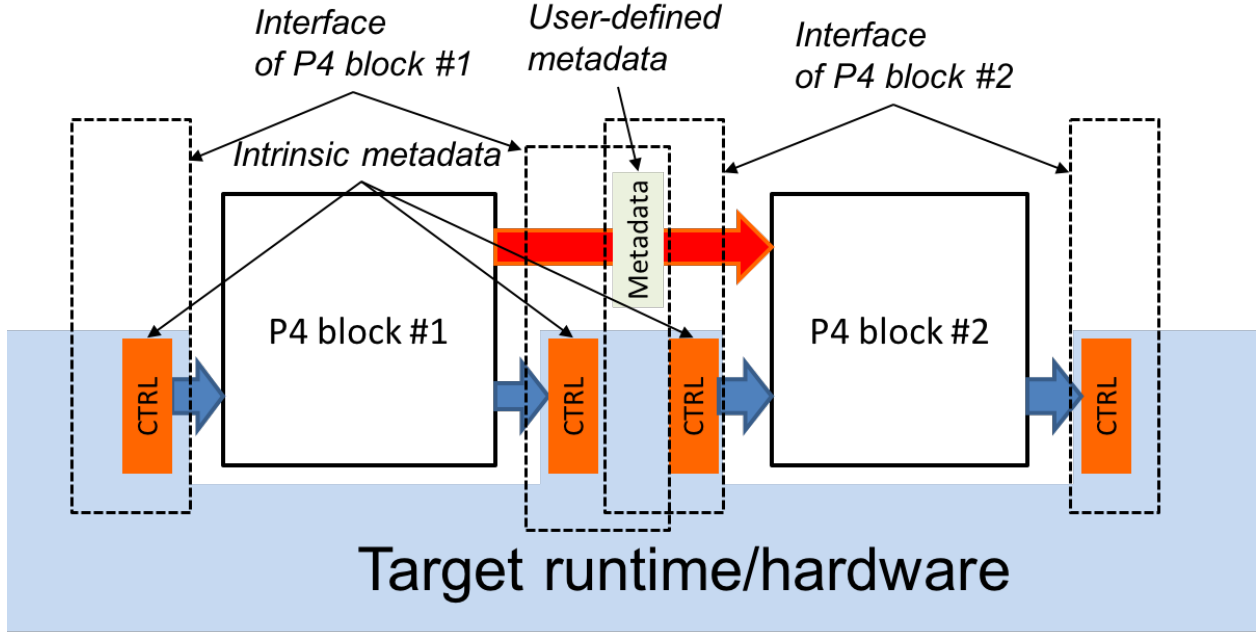 Interface
of P4 block #1
User-defined
metadata
Interface
of P4 block #2
Intrinsic metadata
Metadata
P4 block #1
P4 block #2
CTRL
CTRL
CTRL
CTRL
Target runtime/hardware